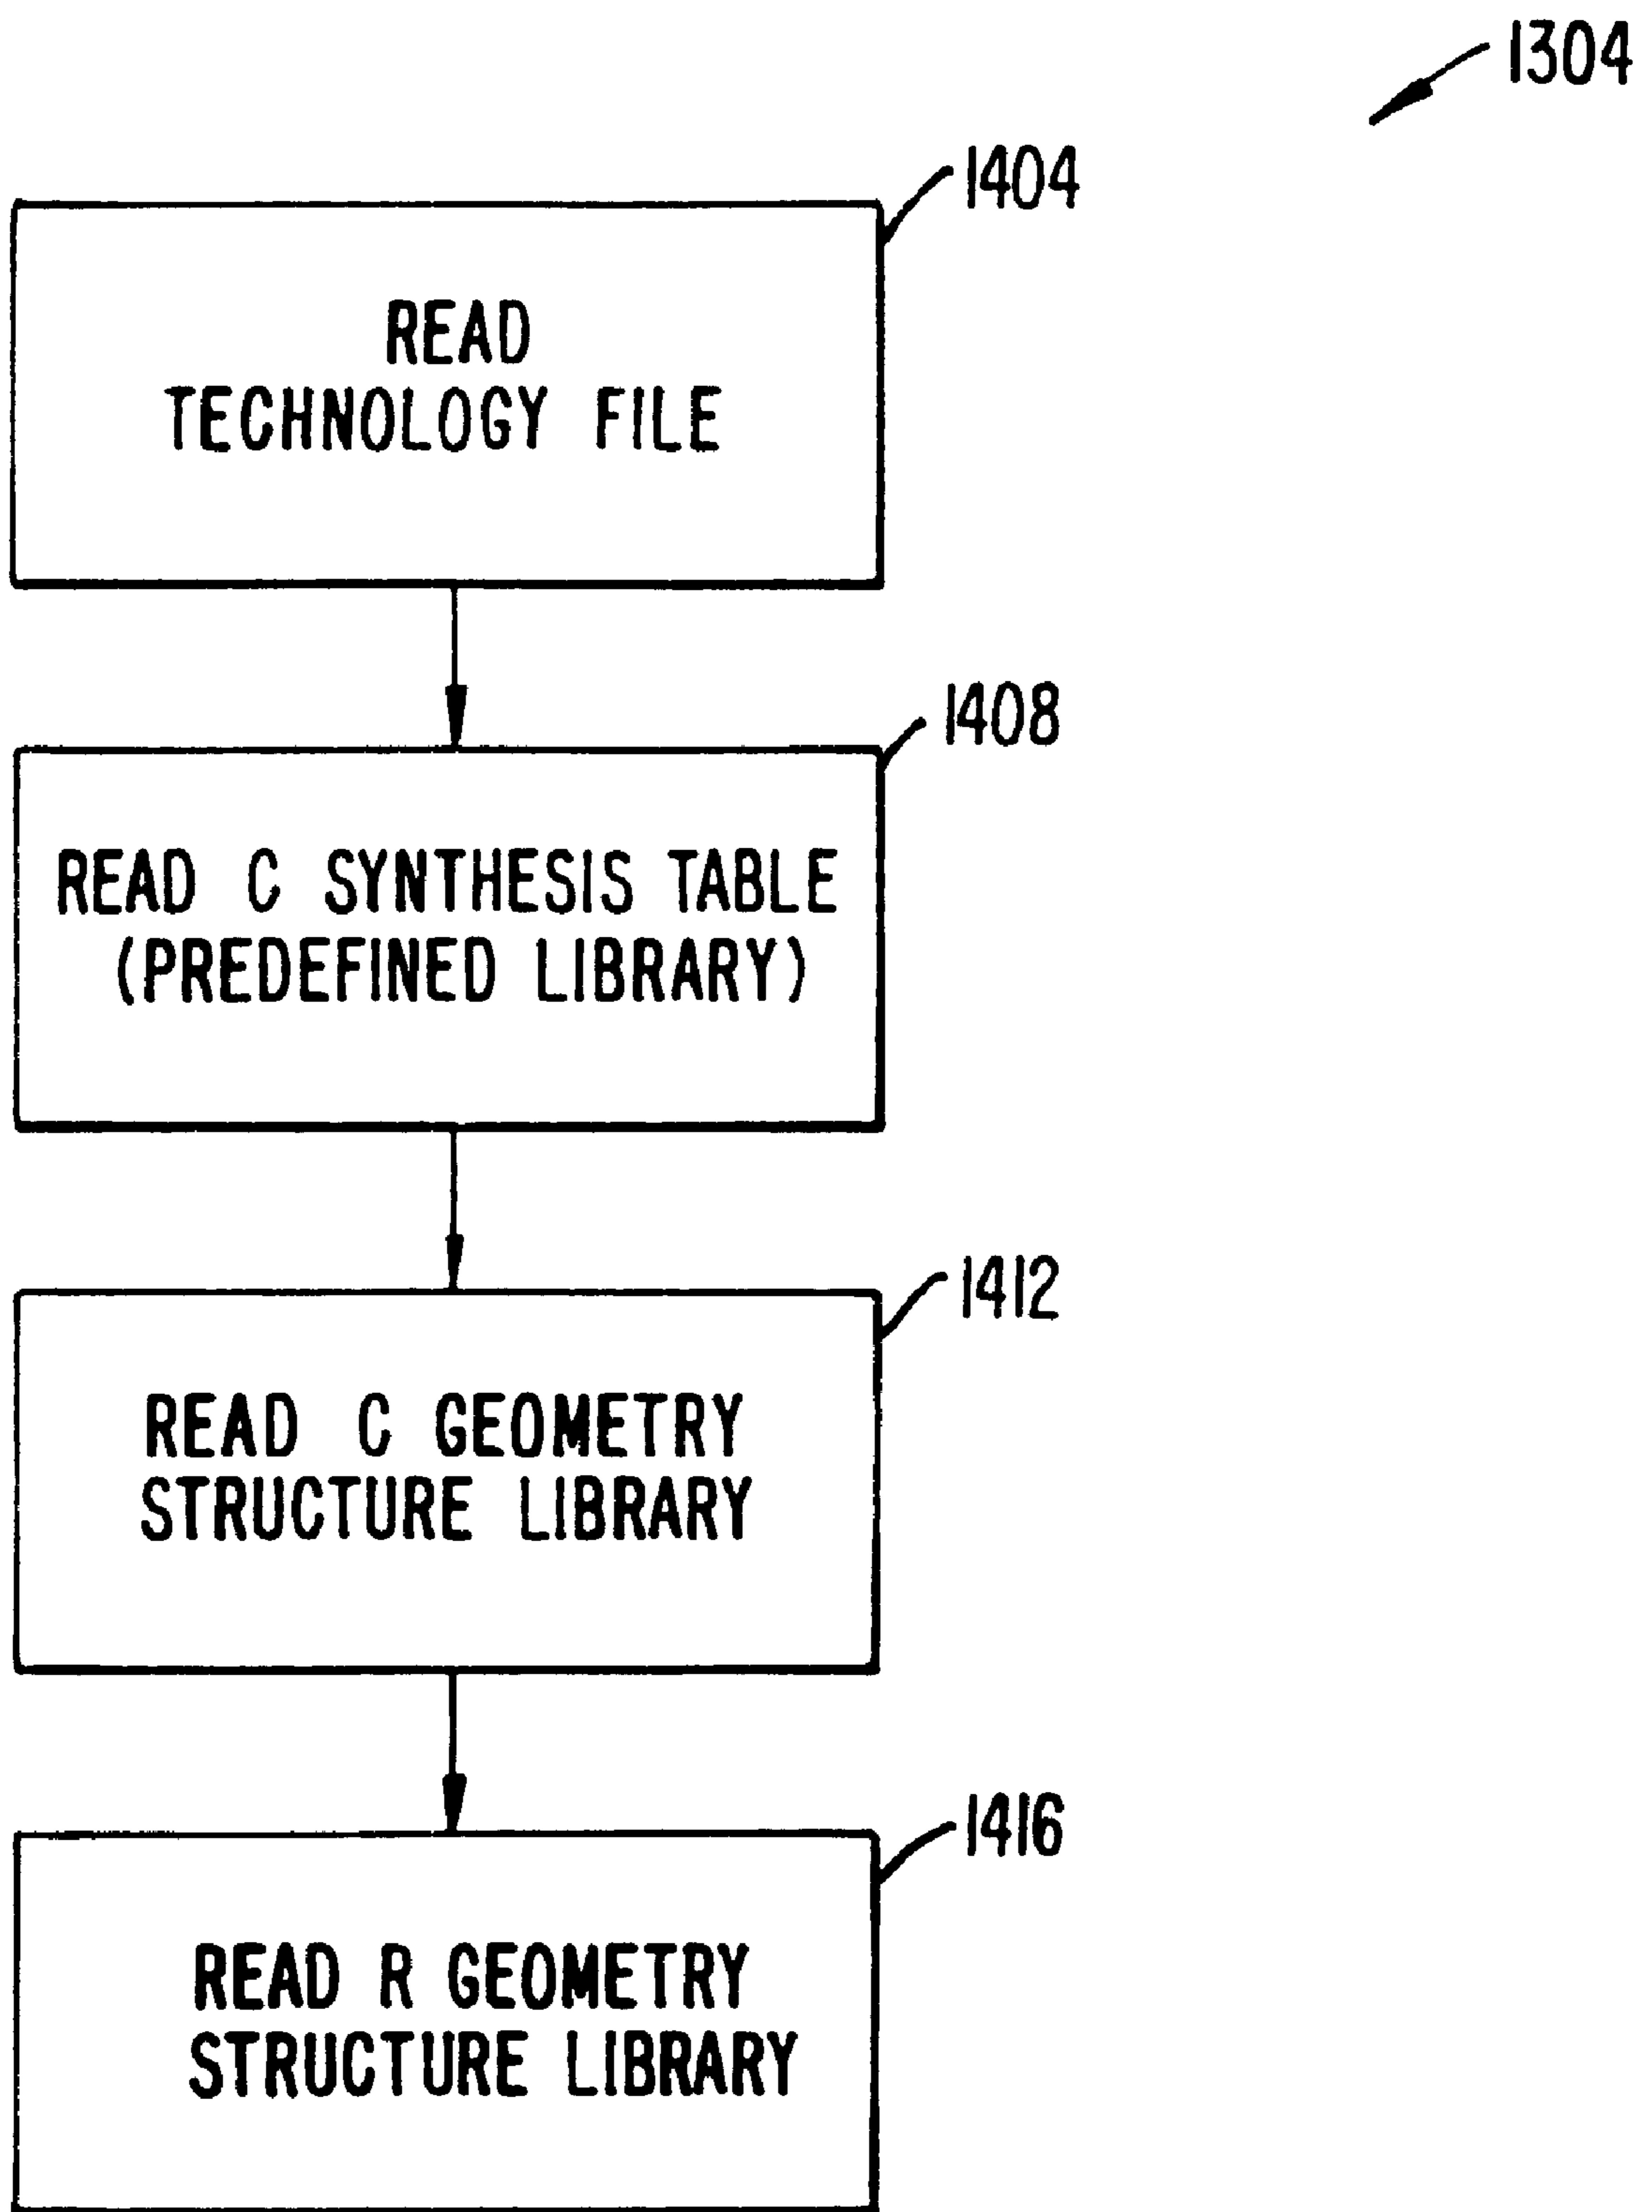 1304
1404
READ
TECHNOLOGY FILE
1408
READ C SYNTHESIS TABLE
(PREDEFINED LIBRARY)
1412
READ C GEOMETRY
STRUCTURE LIBRARY
1416
READ R GEOMETRY
STRUCTURE LIBRARY